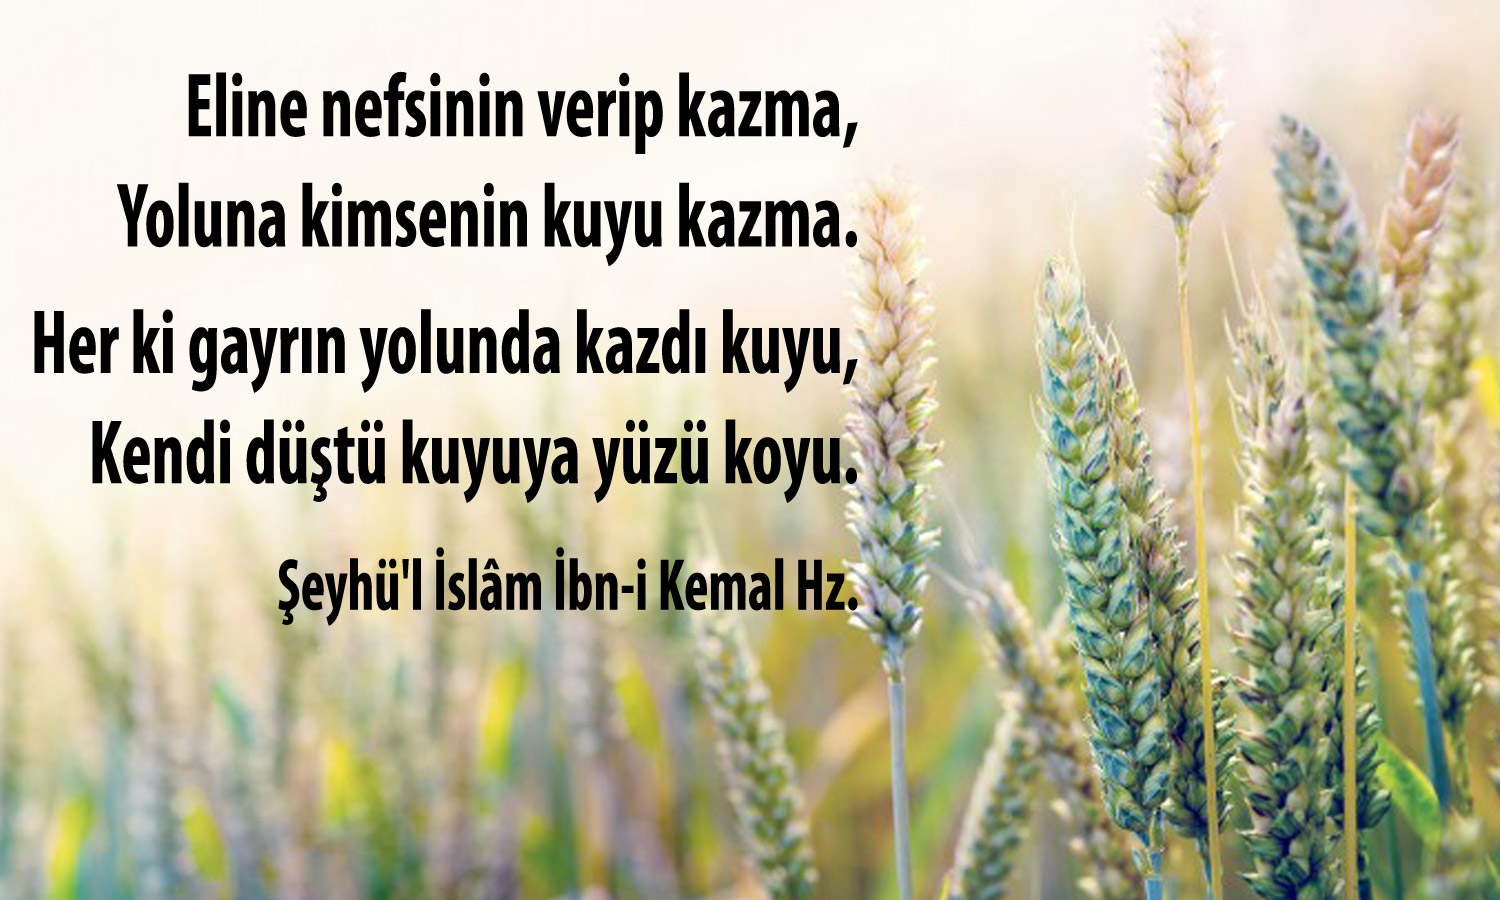 Eline nefsinin verip kazma,
Yoluna kimsenin kuyu kazma.
Her ki gayrın yolunda kazdı kuyu,
Kendi düştü kuyuya yüzü koyu.
Şeyhü'l İslâm İbn-i Kemal Hz.